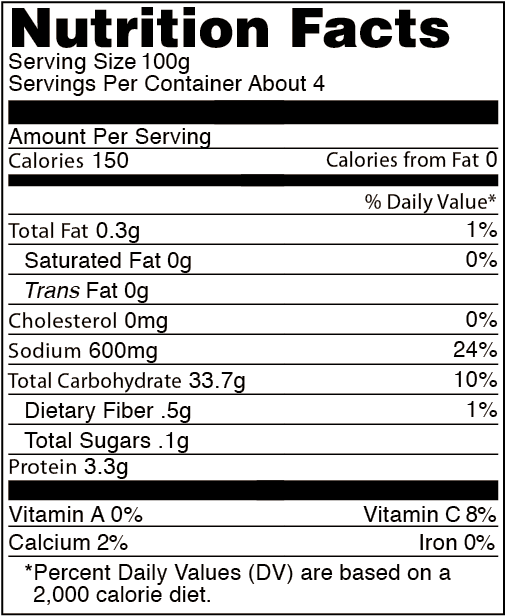 Nutrition Facts
Serving Size 100g
Servings Per Container About 4
Amount Per Serving
Calories 150 Calories from Fat 0
% Daily Value*
Total Fat 0.3g 1%
Saturated Fat 0g 0%
Trans Fat 0g
Cholesterol 0mg 0%
Sodium 600mg 24%
Total Carbohydrate 33.7g 10%
Dietary Fiber .5g 1%
Total Sugars .1g
Protein 3.3g
Vitamin A 0% Vitamin C 8%
Calcium 2% Iron 0%
*Percent Daily Values (DV) are based on a
2,000 calorie diet.